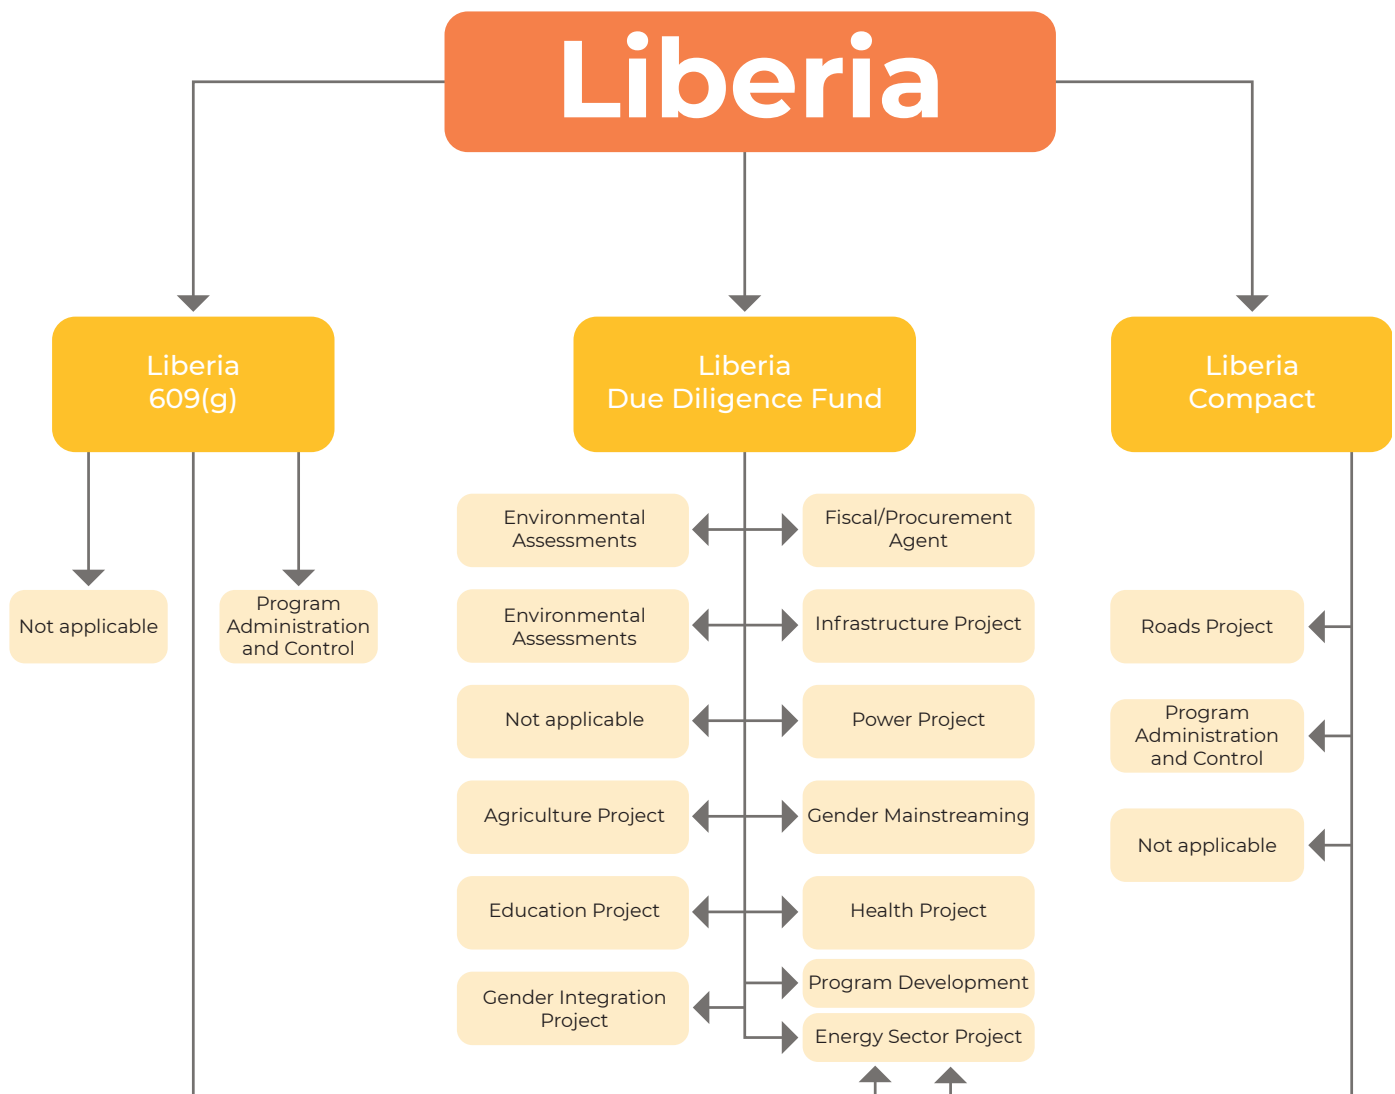 Liberia
Liberia
609(g)
Liberia
Due Diligence Fund
Liberia
Compact
Not applicable
Program
Administration
and Control
Environmental
Assessments
Fiscal/Procurement
Agent
Environmental
Assessments
Infrastructure Project
Not applicable
Power Project
Agriculture Project
Gender Mainstreaming
Education Project
Health Project
Gender Integration
Project
Program Development
Energy Sector Project
Roads Project
Program
Administration
and Control
Not applicable